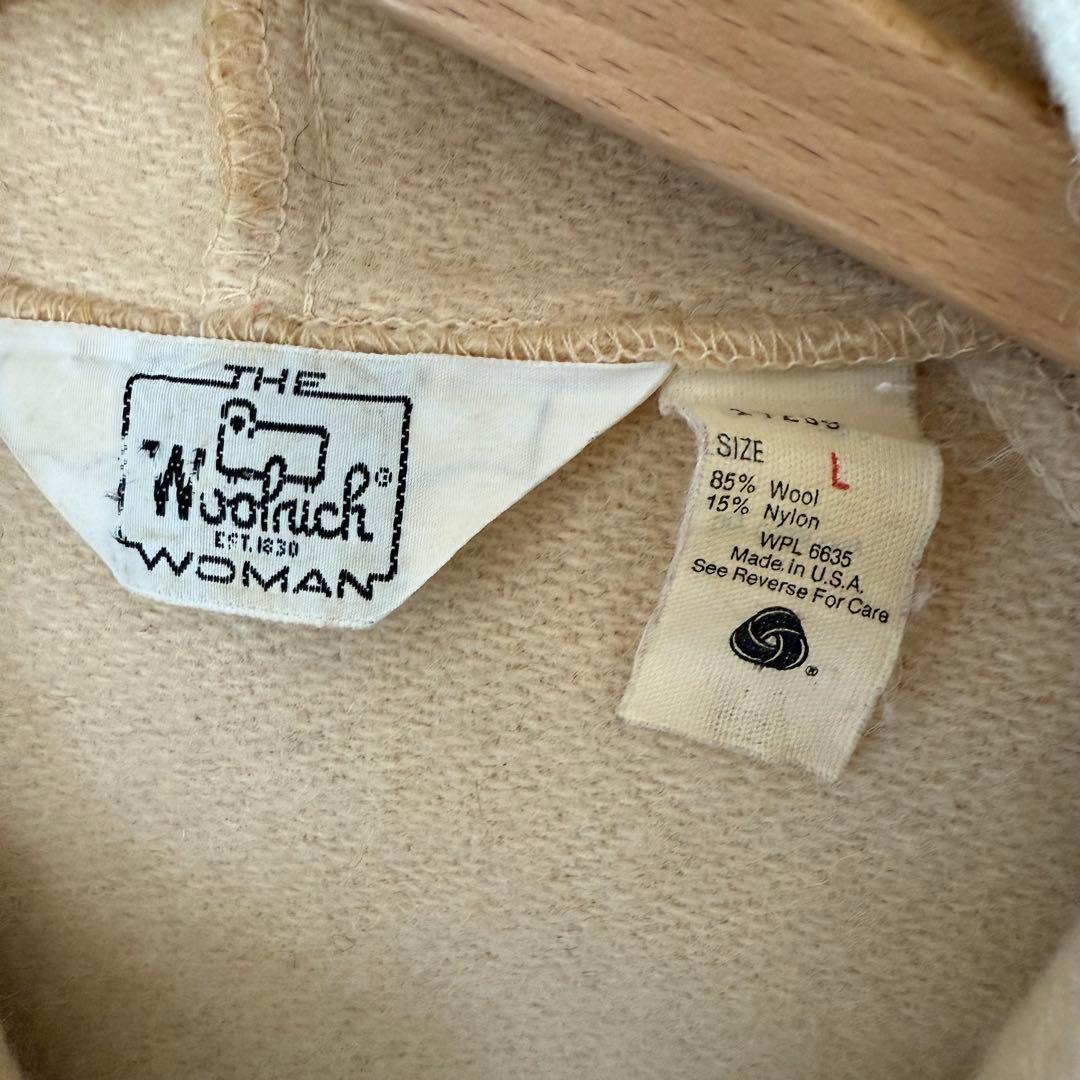 THE
Woolrich®
EST. 1830
WOMAN
SIZE L
85% Wool
15% Nylon
WPL 6635
Made in U.S.A.
See Reverse For Care
®